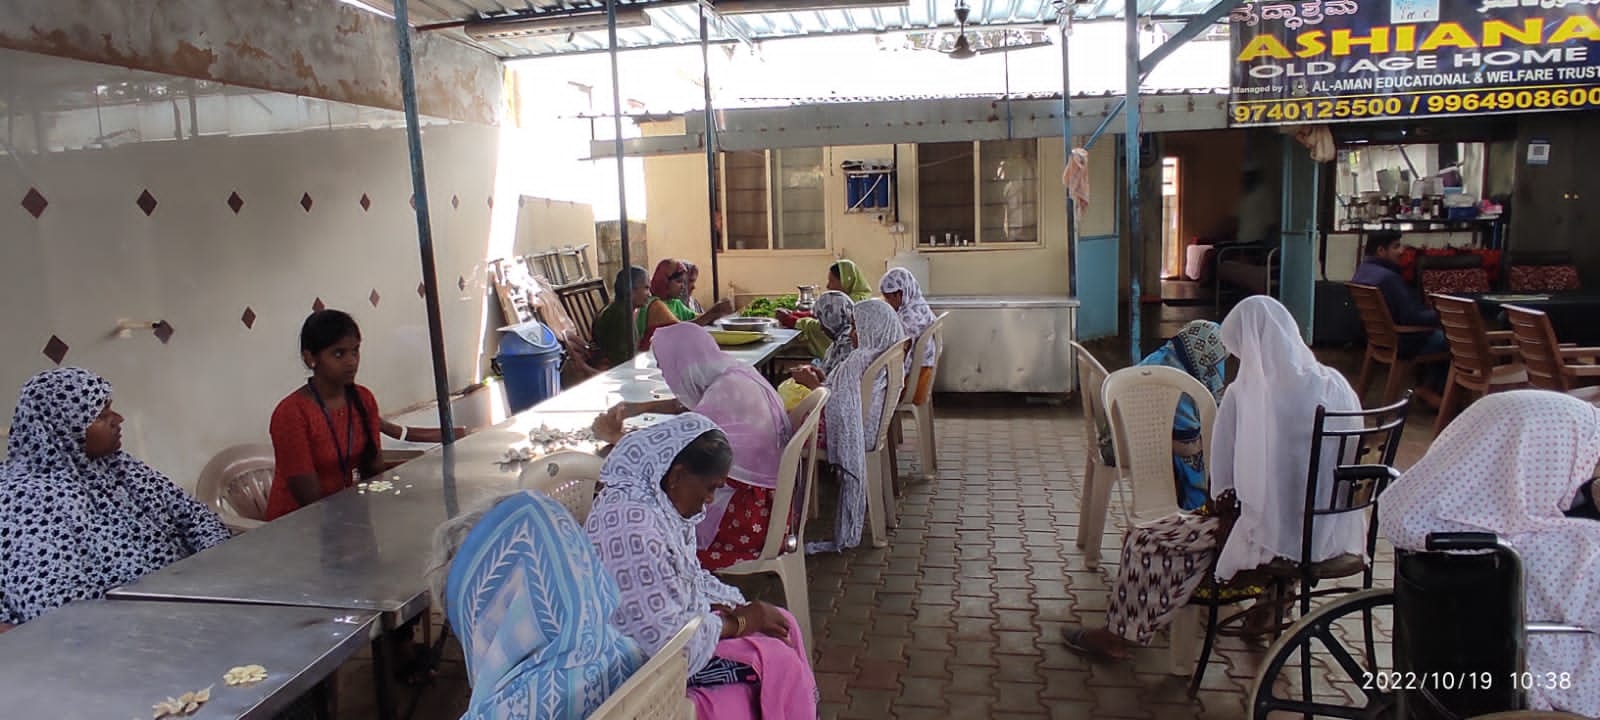 ವೃದ್ಧಾಶ್ರಮ
ASHIANA
OLD AGE HOME
Managed by: AL-AMAN EDUCATIONAL & WELFARE TRUST
9740125500 / 9964908600
2022/10/19 10:38